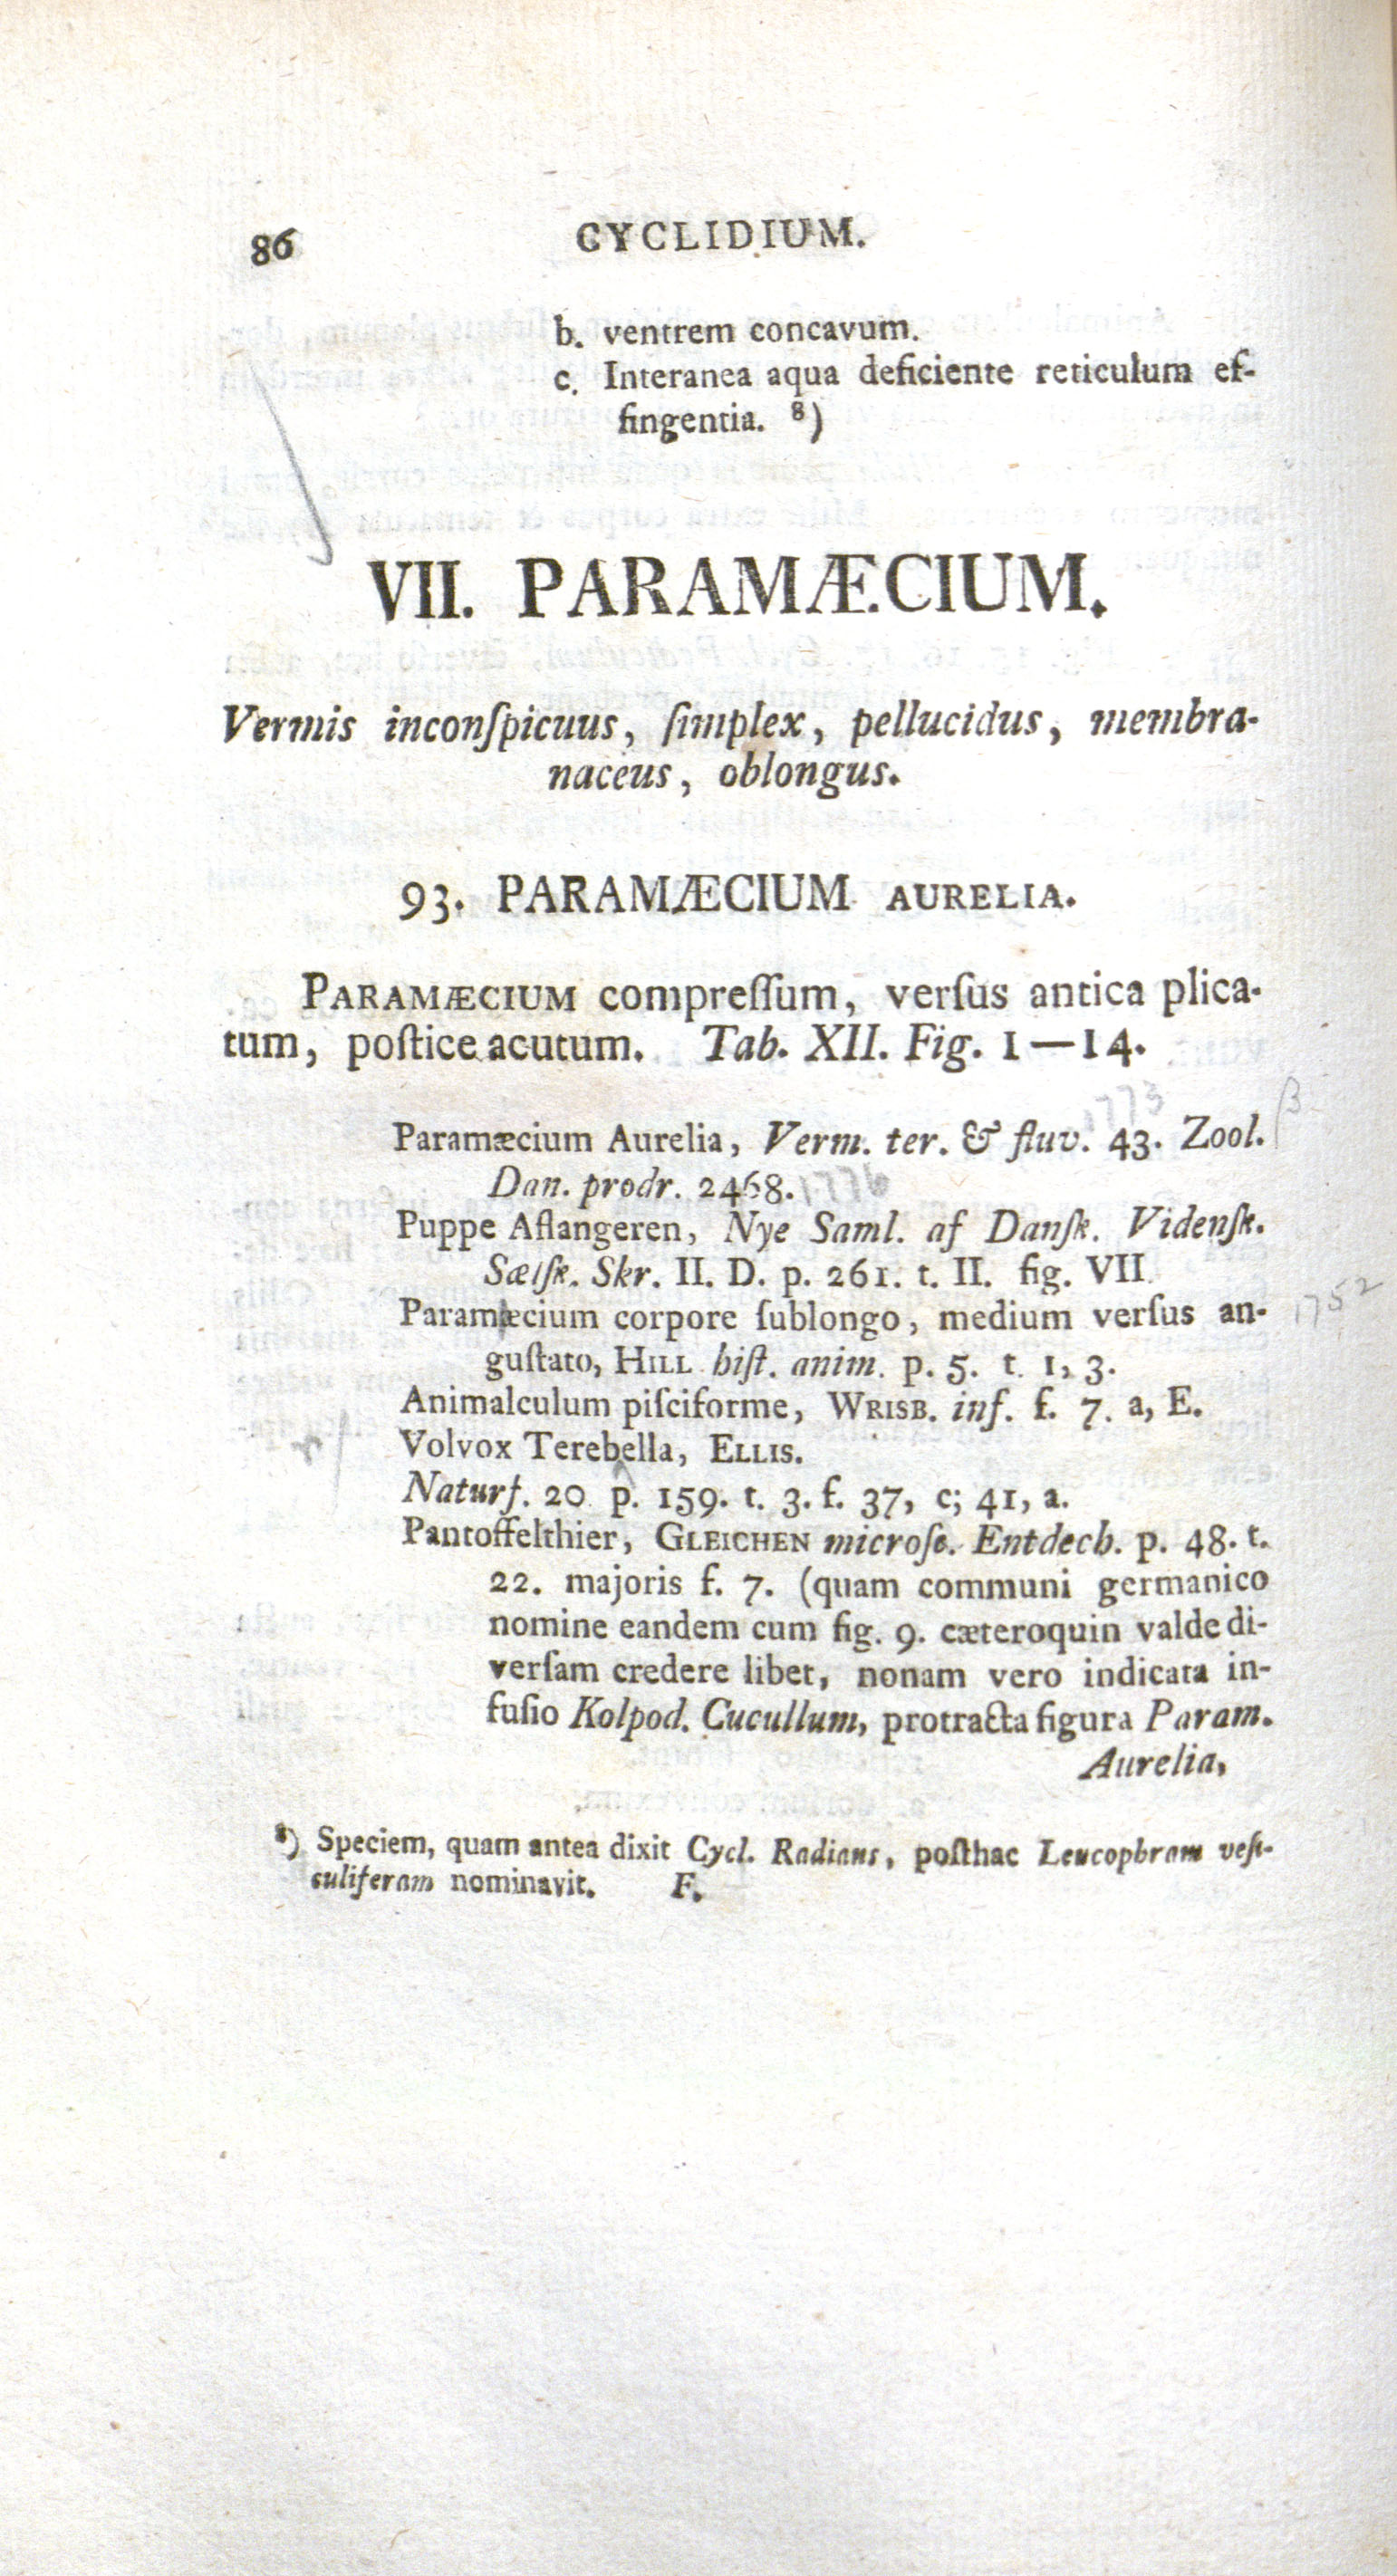 86
CYCLIDIUM.
b. ventrem concavum.
c. Interanea aqua deficiente reticulum ef-
fingentia. ⁸)
VII. PARAMÆCIUM.
Vermis inconſpicuus, ſimplex, pellucidus, membra-
naceus, oblongus.
93. PARAMÆCIUM AURELIA.
PARAMÆCIUM compreſſum, verſus antica plica-
tum, poſtice acutum. Tab. XII. Fig. 1—14.
1773
β
Paramæcium Aurelia, Verm. ter. & fluv. 43. Zool.
Dan. prodr. 2468. 1776
Puppe Aflangeren, Nye Saml. af Danſk. Videnſk.
Sælſk. Skr. II. D. p. 261. t. II. fig. VII.
Paramæcium corpore ſublongo, medium verſus an-
1752
guſtato, HILL hiſt. anim. p. 5. t. 1, 3.
Animalculum piſciforme, WRISB. inf. f. 7. a, E.
Volvox Terebella, ELLIS.
Naturf. 20 p. 159. t. 3. f. 37, c; 41, a.
Pantoffelthier, GLEICHEN microſc. Entdech. p. 48. t.
22. majoris f. 7. (quam communi germanico
nomine eandem cum fig. 9. cæteroquin valde di-
verſam credere libet, nonam vero indicata in-
fuſio Kolpod. Cucullum, protracta figura Param.
Aurelia,
⁸) Speciem, quam antea dixit Cycl. Radians, poſthac Leucophram veſi-
culiferam nominavit. F.